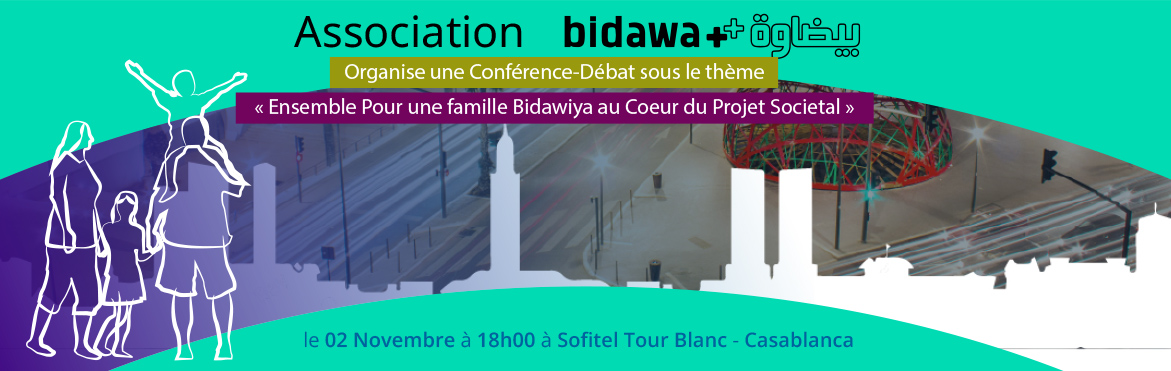 Association bidawa++ بيضاوة
Organise une Conférence-Débat sous le thème
« Ensemble Pour une famille Bidawiya au Coeur du Projet Societal »
le 02 Novembre à 18h00 à Sofitel Tour Blanc - Casablanca